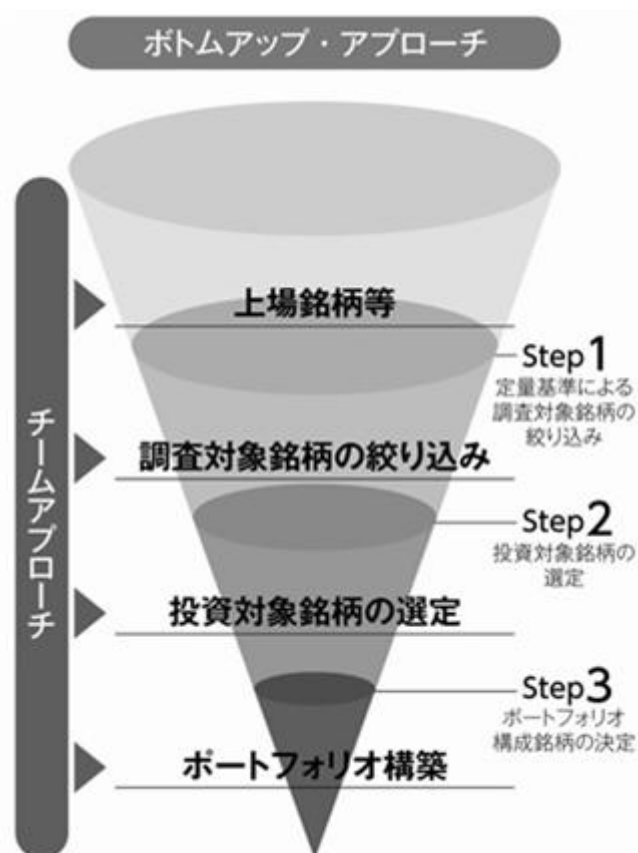 ボトムアップ・アプローチ
チームアプローチ
上場銘柄等
Step1
定量基準による
調査対象銘柄の
絞り込み
調査対象銘柄の絞り込み
Step2
投資対象銘柄の
選定
投資対象銘柄の選定
Step3
ポートフォリオ
構成銘柄の決定
ポートフォリオ構築